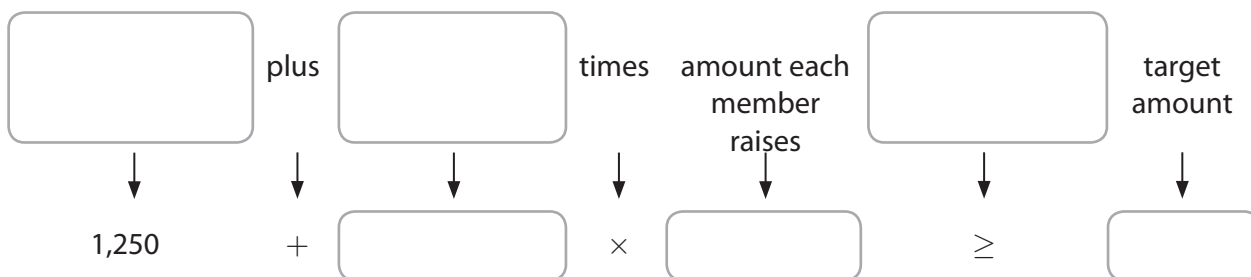 plus times amount each member raises target amount
1,250 + × ≥